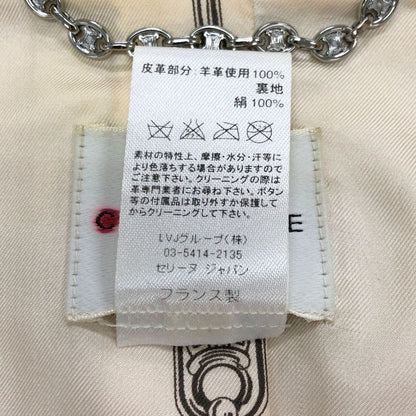 皮革部分:羊革使用100%
裏地
絹100%
素材の特性上、摩擦・水分・汗等に
より色落ちする場合がありますので
ご注意下さい。クリーニングの際は
革専門業者にお尋ね下さい。ボタン
等の付属品は取り外すか保護して
からクリーニングして下さい。
C E
LVJグループ(株)
03-5414-2135
セリーヌ ジャパン
フランス製